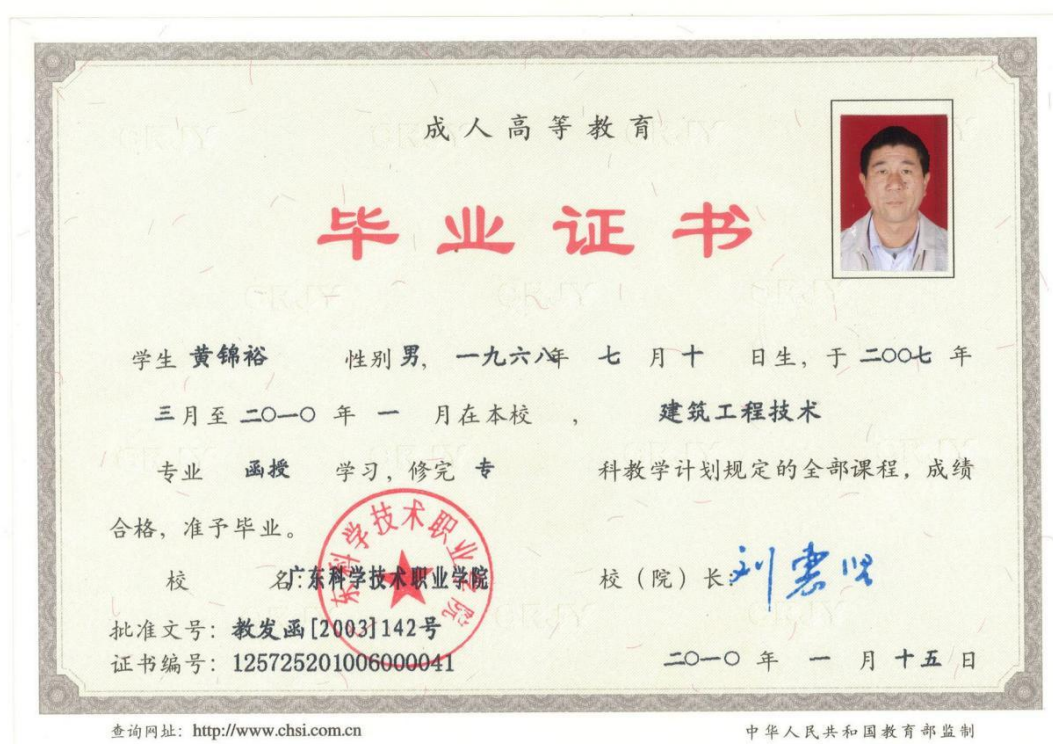 成人高等教育
毕业证书
学生 黄锦裕 性别 男, 一九六八年 七 月 十 日生, 于 二〇〇七 年
三月至 二〇一〇 年 一 月在本校 , 建筑工程技术
专业 函授 学习, 修完 专 科教学计划规定的全部课程, 成绩
合格, 准予毕业。
校 名: 广东科学技术职业学院 校（院）长:
批准文号: 教发函[2003]142号
证书编号: 125725201006000041 二〇一〇 年 一 月 十五 日
查询网址: http://www.chsi.com.cn 中华人民共和国教育部监制